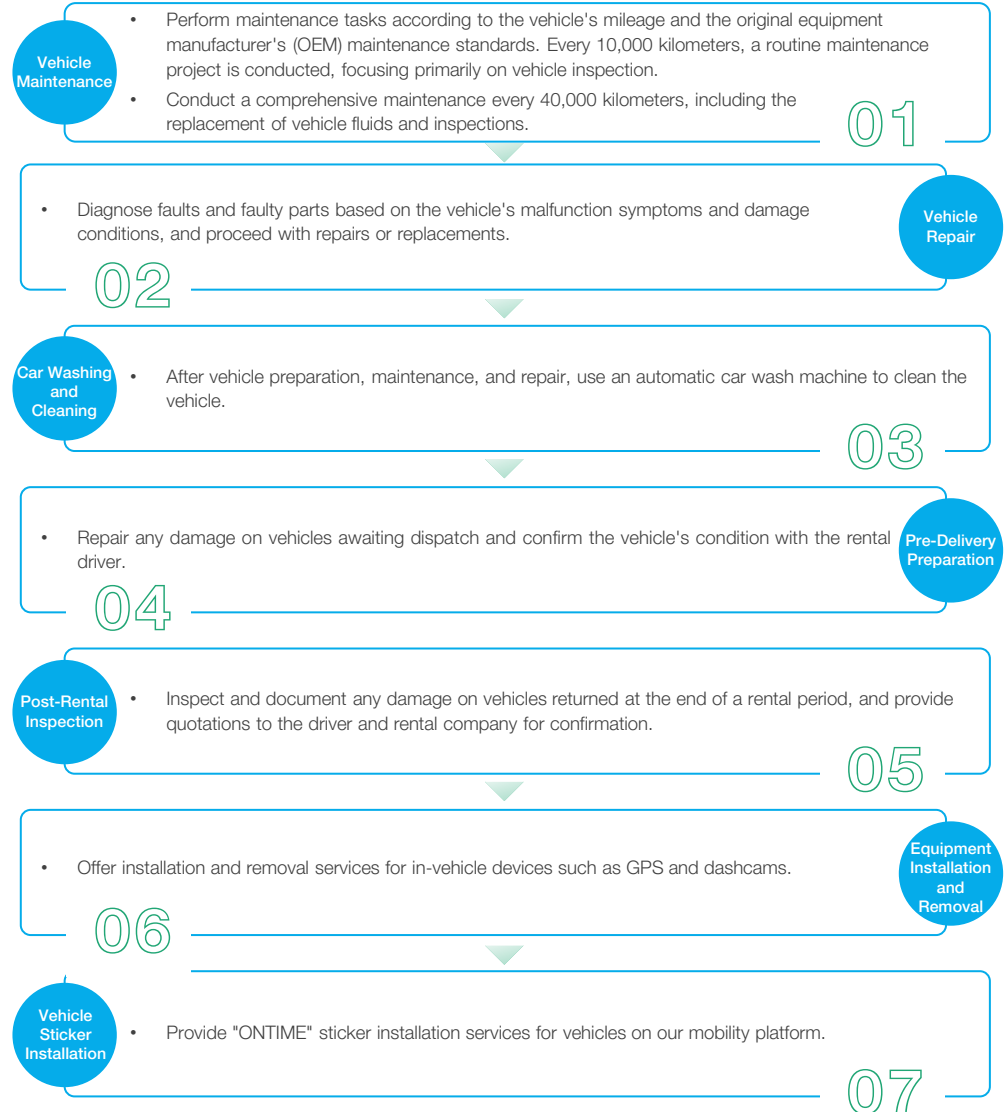 Vehicle
Maintenance
• Perform maintenance tasks according to the vehicle's mileage and the original equipment
manufacturer's (OEM) maintenance standards. Every 10,000 kilometers, a routine maintenance
project is conducted, focusing primarily on vehicle inspection.
• Conduct a comprehensive maintenance every 40,000 kilometers, including the
replacement of vehicle fluids and inspections.
01
• Diagnose faults and faulty parts based on the vehicle's malfunction symptoms and damage
conditions, and proceed with repairs or replacements.
Vehicle
Repair
02
Car Washing
and
Cleaning
• After vehicle preparation, maintenance, and repair, use an automatic car wash machine to clean the
vehicle.
03
• Repair any damage on vehicles awaiting dispatch and confirm the vehicle's condition with the rental
driver.
Pre-Delivery
Preparation
04
Post-Rental
Inspection
• Inspect and document any damage on vehicles returned at the end of a rental period, and provide
quotations to the driver and rental company for confirmation.
05
• Offer installation and removal services for in-vehicle devices such as GPS and dashcams.
Equipment
Installation
and
Removal
06
Vehicle
Sticker
Installation
• Provide "ONTIME" sticker installation services for vehicles on our mobility platform.
07